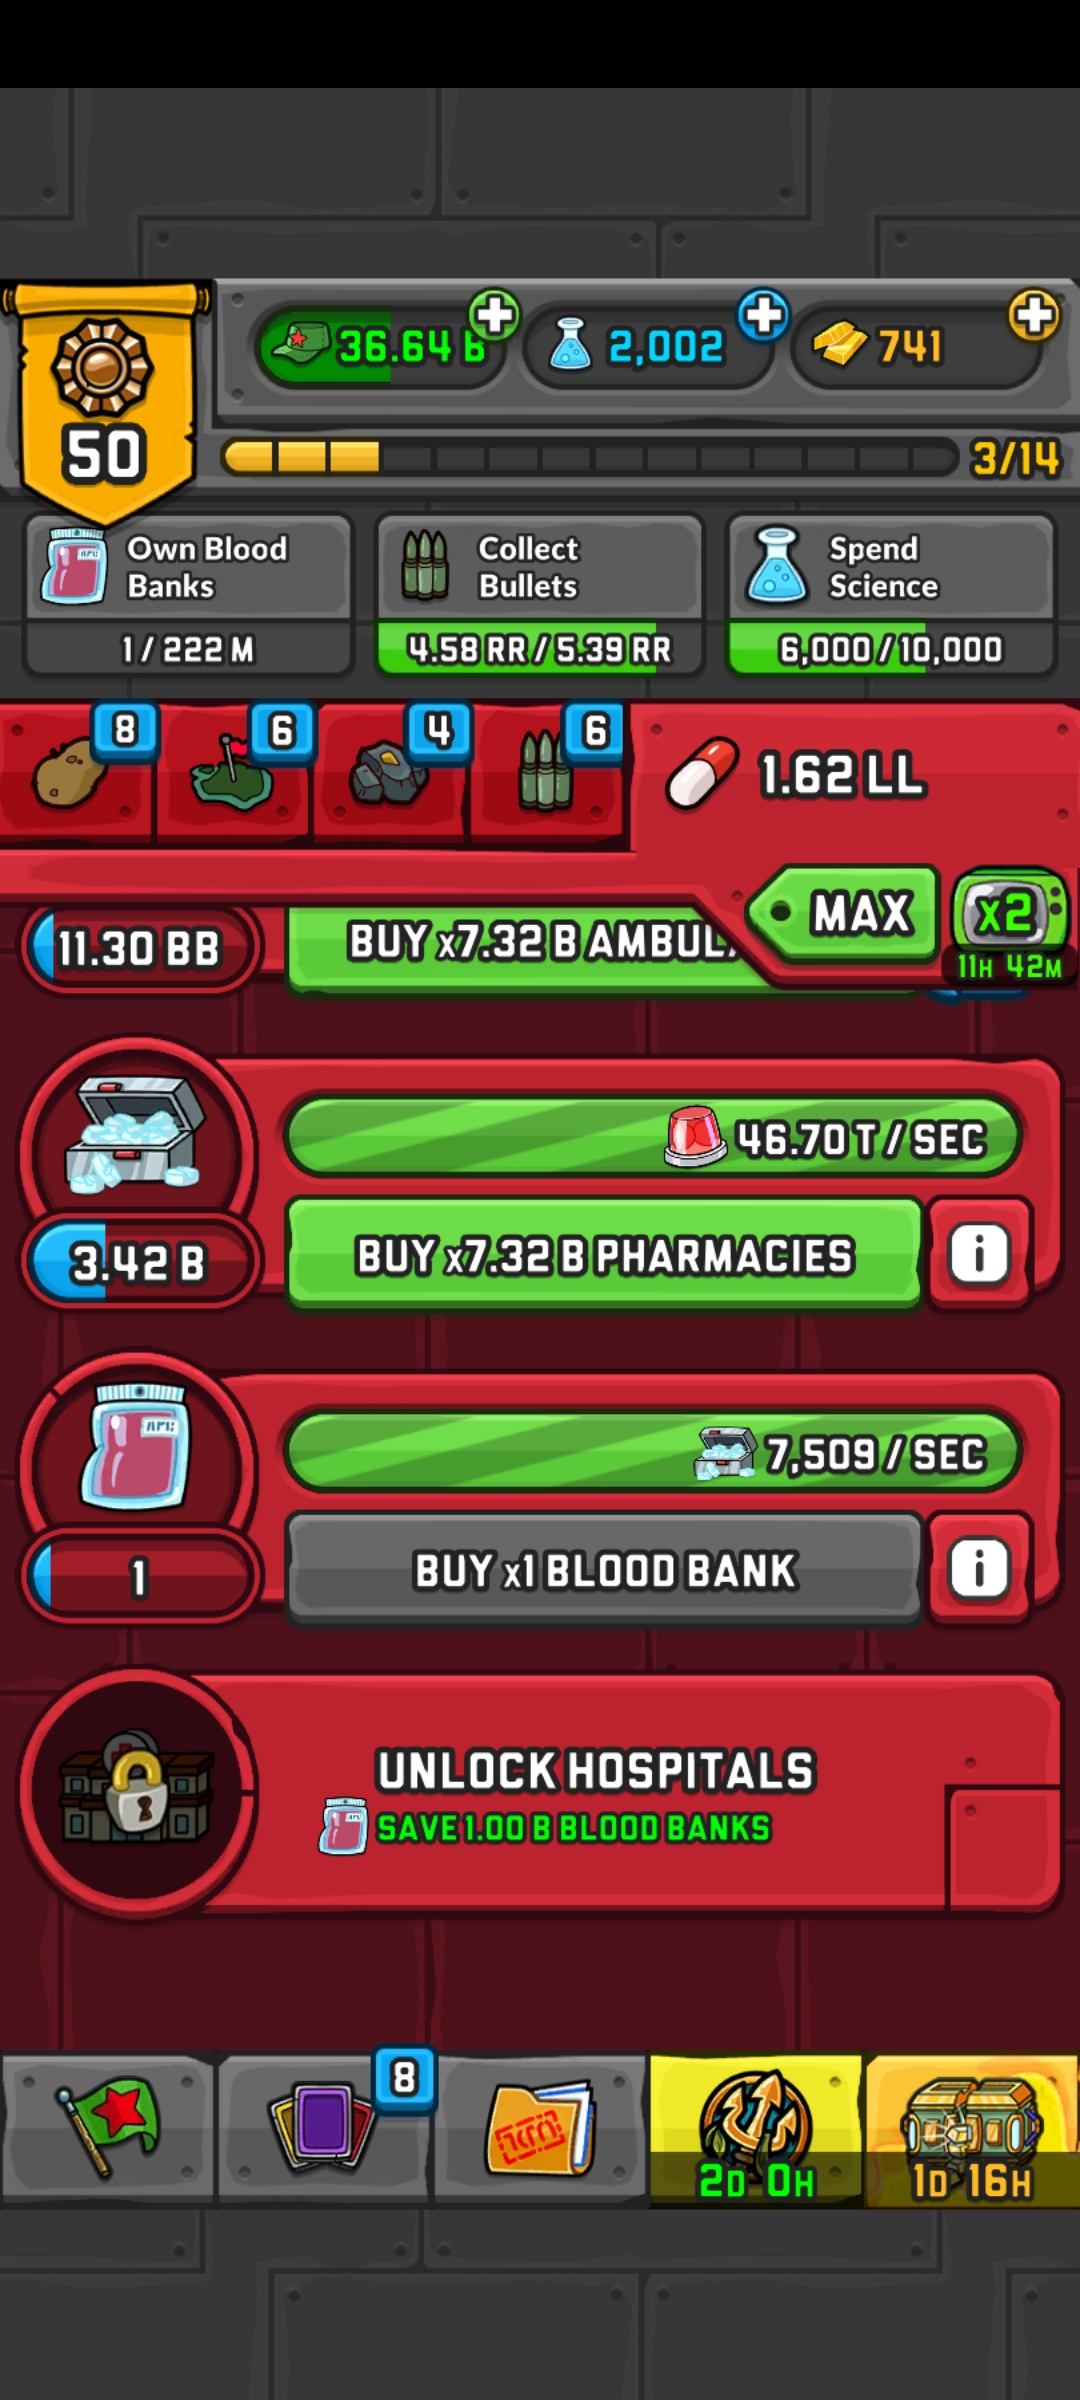 36.64 B
2,002
741
50
3/14
Own Blood
Banks
1 / 222 M
Collect
Bullets
4.58 RR / 5.39 RR
Spend
Science
6,000 / 10,000
8
6
4
6
1.62 LL
MAX
x2
11H 42M
11.30 BB
BUY x7.32 B
46.70 T / SEC
3.42 B
BUY x7.32 B PHARMACIES
i
7,509 / SEC
1
BUY x1 BLOOD BANK
i
UNLOCK HOSPITALS
SAVE 1.00 B BLOOD BANKS
8
2D 0H
1D 16H